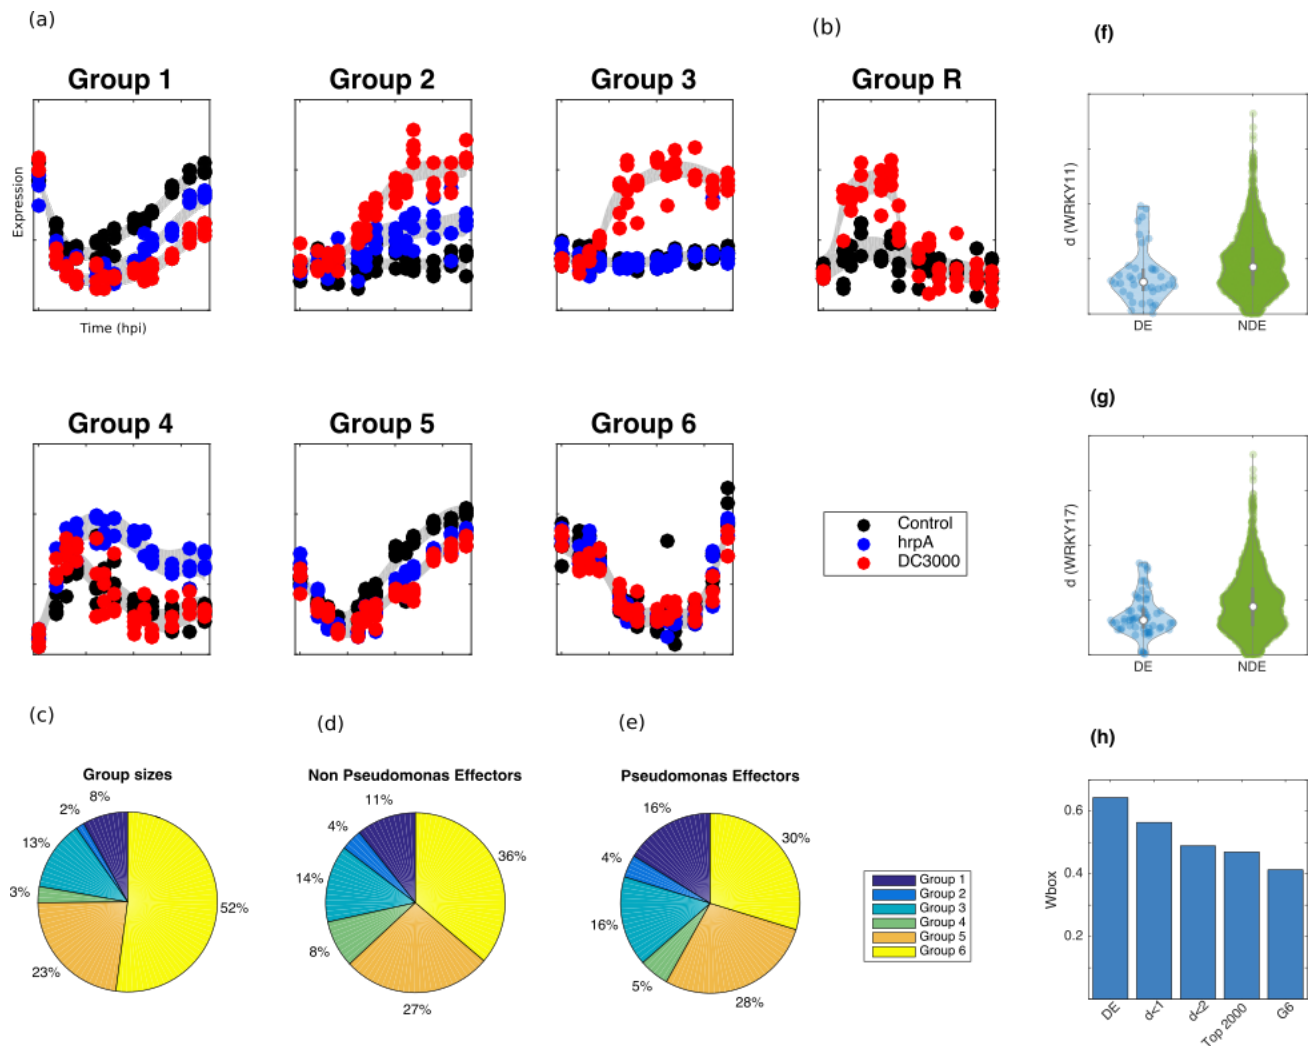 (a)
(b)
(f)
Group 1
Group 2
Group 3
Group R
Expression
Time (hpi)
d (WRKY11)
DE
NDE
Group 4
Group 5
Group 6
Control
hrpA
DC3000
(g)
d (WRKY17)
DE
NDE
(c)
(d)
(e)
(h)
Group sizes
8%
2%
13%
3%
23%
52%
Non Pseudomonas Effectors
11%
4%
14%
8%
27%
36%
Pseudomonas Effectors
16%
4%
16%
5%
28%
30%
Group 1
Group 2
Group 3
Group 4
Group 5
Group 6
Wbox
0.6
0.4
0.2
DE
d<1
d<2
Top 2000
G6